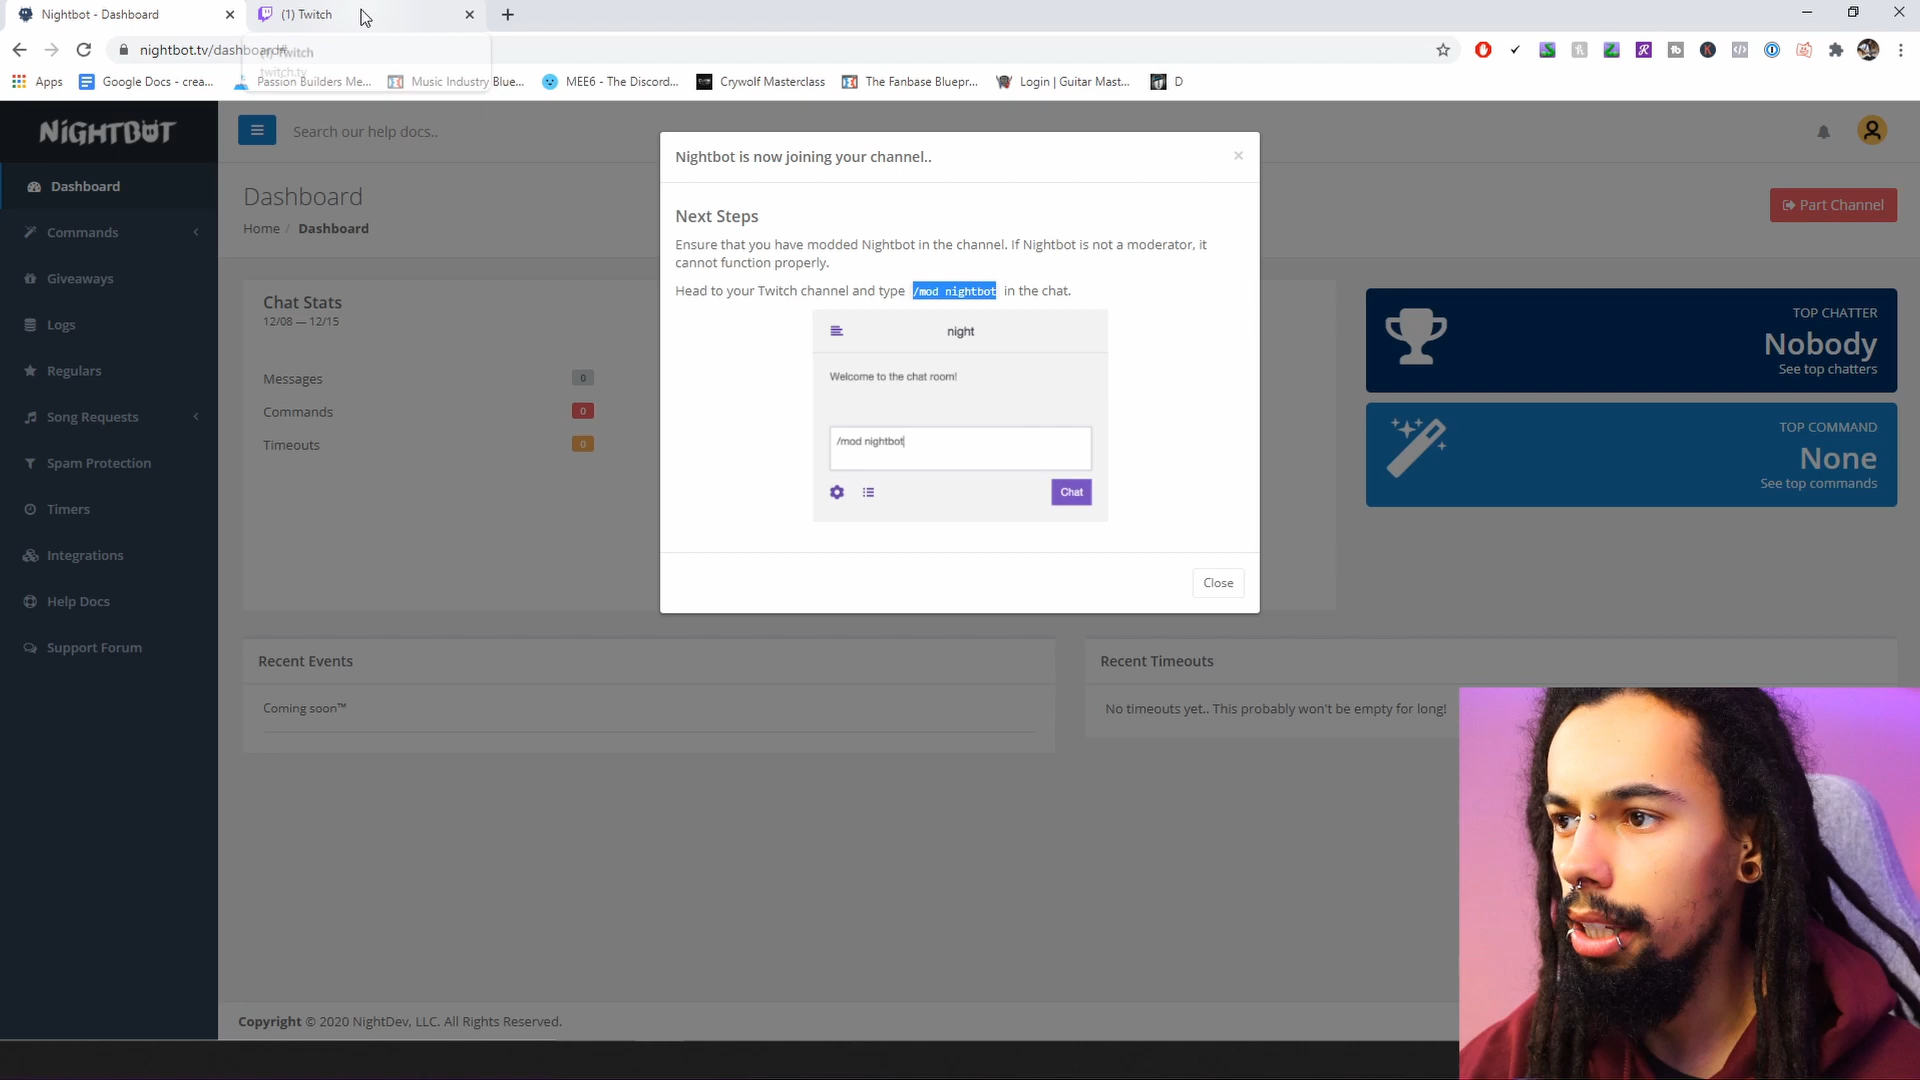 Nightbot - Dashboard
(1) Twitch
nightbot.tv/dashboard#
(1) Twitch
twitch.tv
Apps
Google Docs - crea...
Passion Builders Me...
Music Industry Blue...
MEE6 - The Discord...
Crywolf Masterclass
The Fanbase Bluepr...
Login | Guitar Mast...
D
NiGHTBOT
Search our help docs..
Dashboard
Commands
Giveaways
Logs
Regulars
Song Requests
Spam Protection
Timers
Integrations
Help Docs
Support Forum
Dashboard
Home / Dashboard
Part Channel
Chat Stats
12/08 — 12/15
Messages 0
Commands 0
Timeouts 0
Nightbot is now joining your channel..
×
Next Steps
Ensure that you have modded Nightbot in the channel. If Nightbot is not a moderator, it
cannot function properly.
Head to your Twitch channel and type /mod nightbot in the chat.
night
Welcome to the chat room!
/mod nightbot
Chat
Close
TOP CHATTER
Nobody
See top chatters
TOP COMMAND
None
See top commands
Recent Events
Coming soon™
Recent Timeouts
No timeouts yet.. This probably won't be empty for long!
Copyright © 2020 NightDev, LLC. All Rights Reserved.